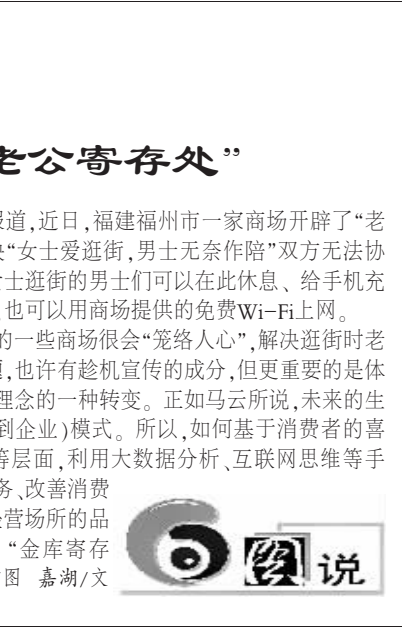 老公寄存处”
报道,近日,福建福州市一家商场开辟了“老
“女士爱逛街,男士无奈作陪”双方无法协
女士逛街的男士们可以在此休息、给手机充
也可以用商场提供的免费Wi-Fi上网。
的一些商场很会“笼络人心”,解决逛街时老
,也许有趁机宣传的成分,但更重要的是体
理念的一种转变。正如马云所说,未来的生
到企业)模式。所以,如何基于消费者的喜
等层面,利用大数据分析、互联网思维等手
务、改善消费
营场所的品
“金库寄存
图 嘉湖/文
图说